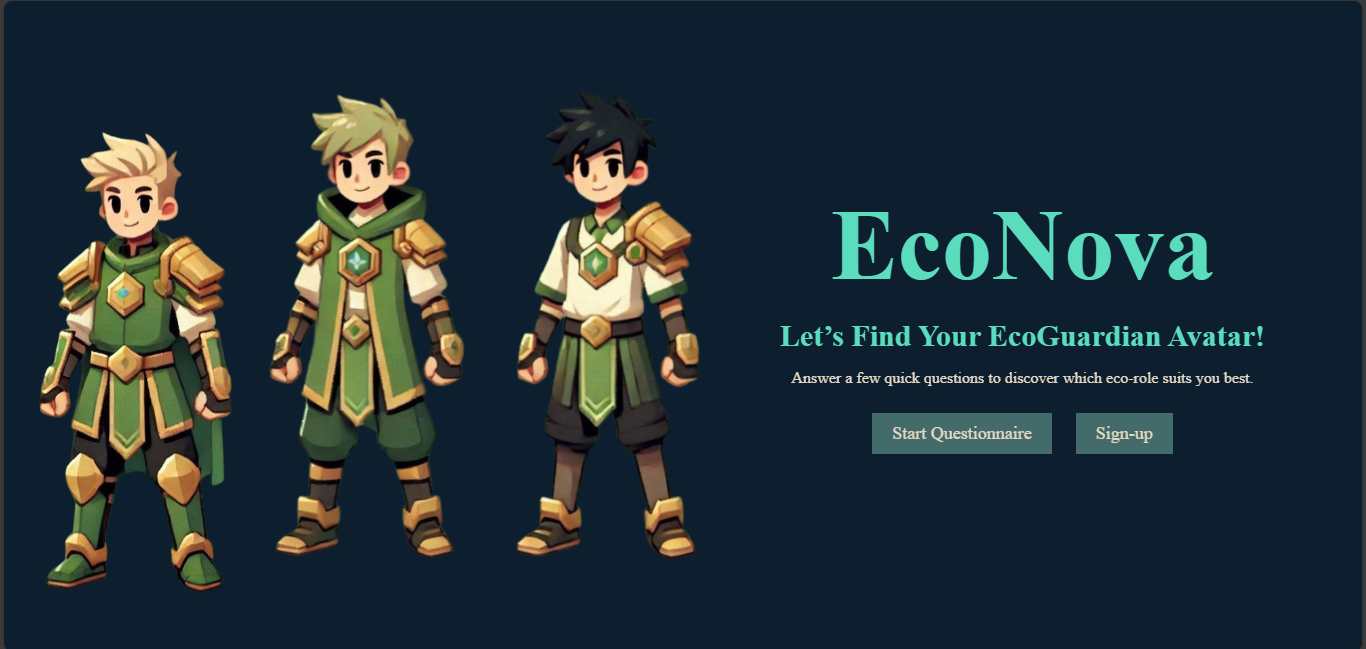 EcoNova
Let’s Find Your EcoGuardian Avatar!
Answer a few quick questions to discover which eco-role suits you best.
Start Questionnaire
Sign-up